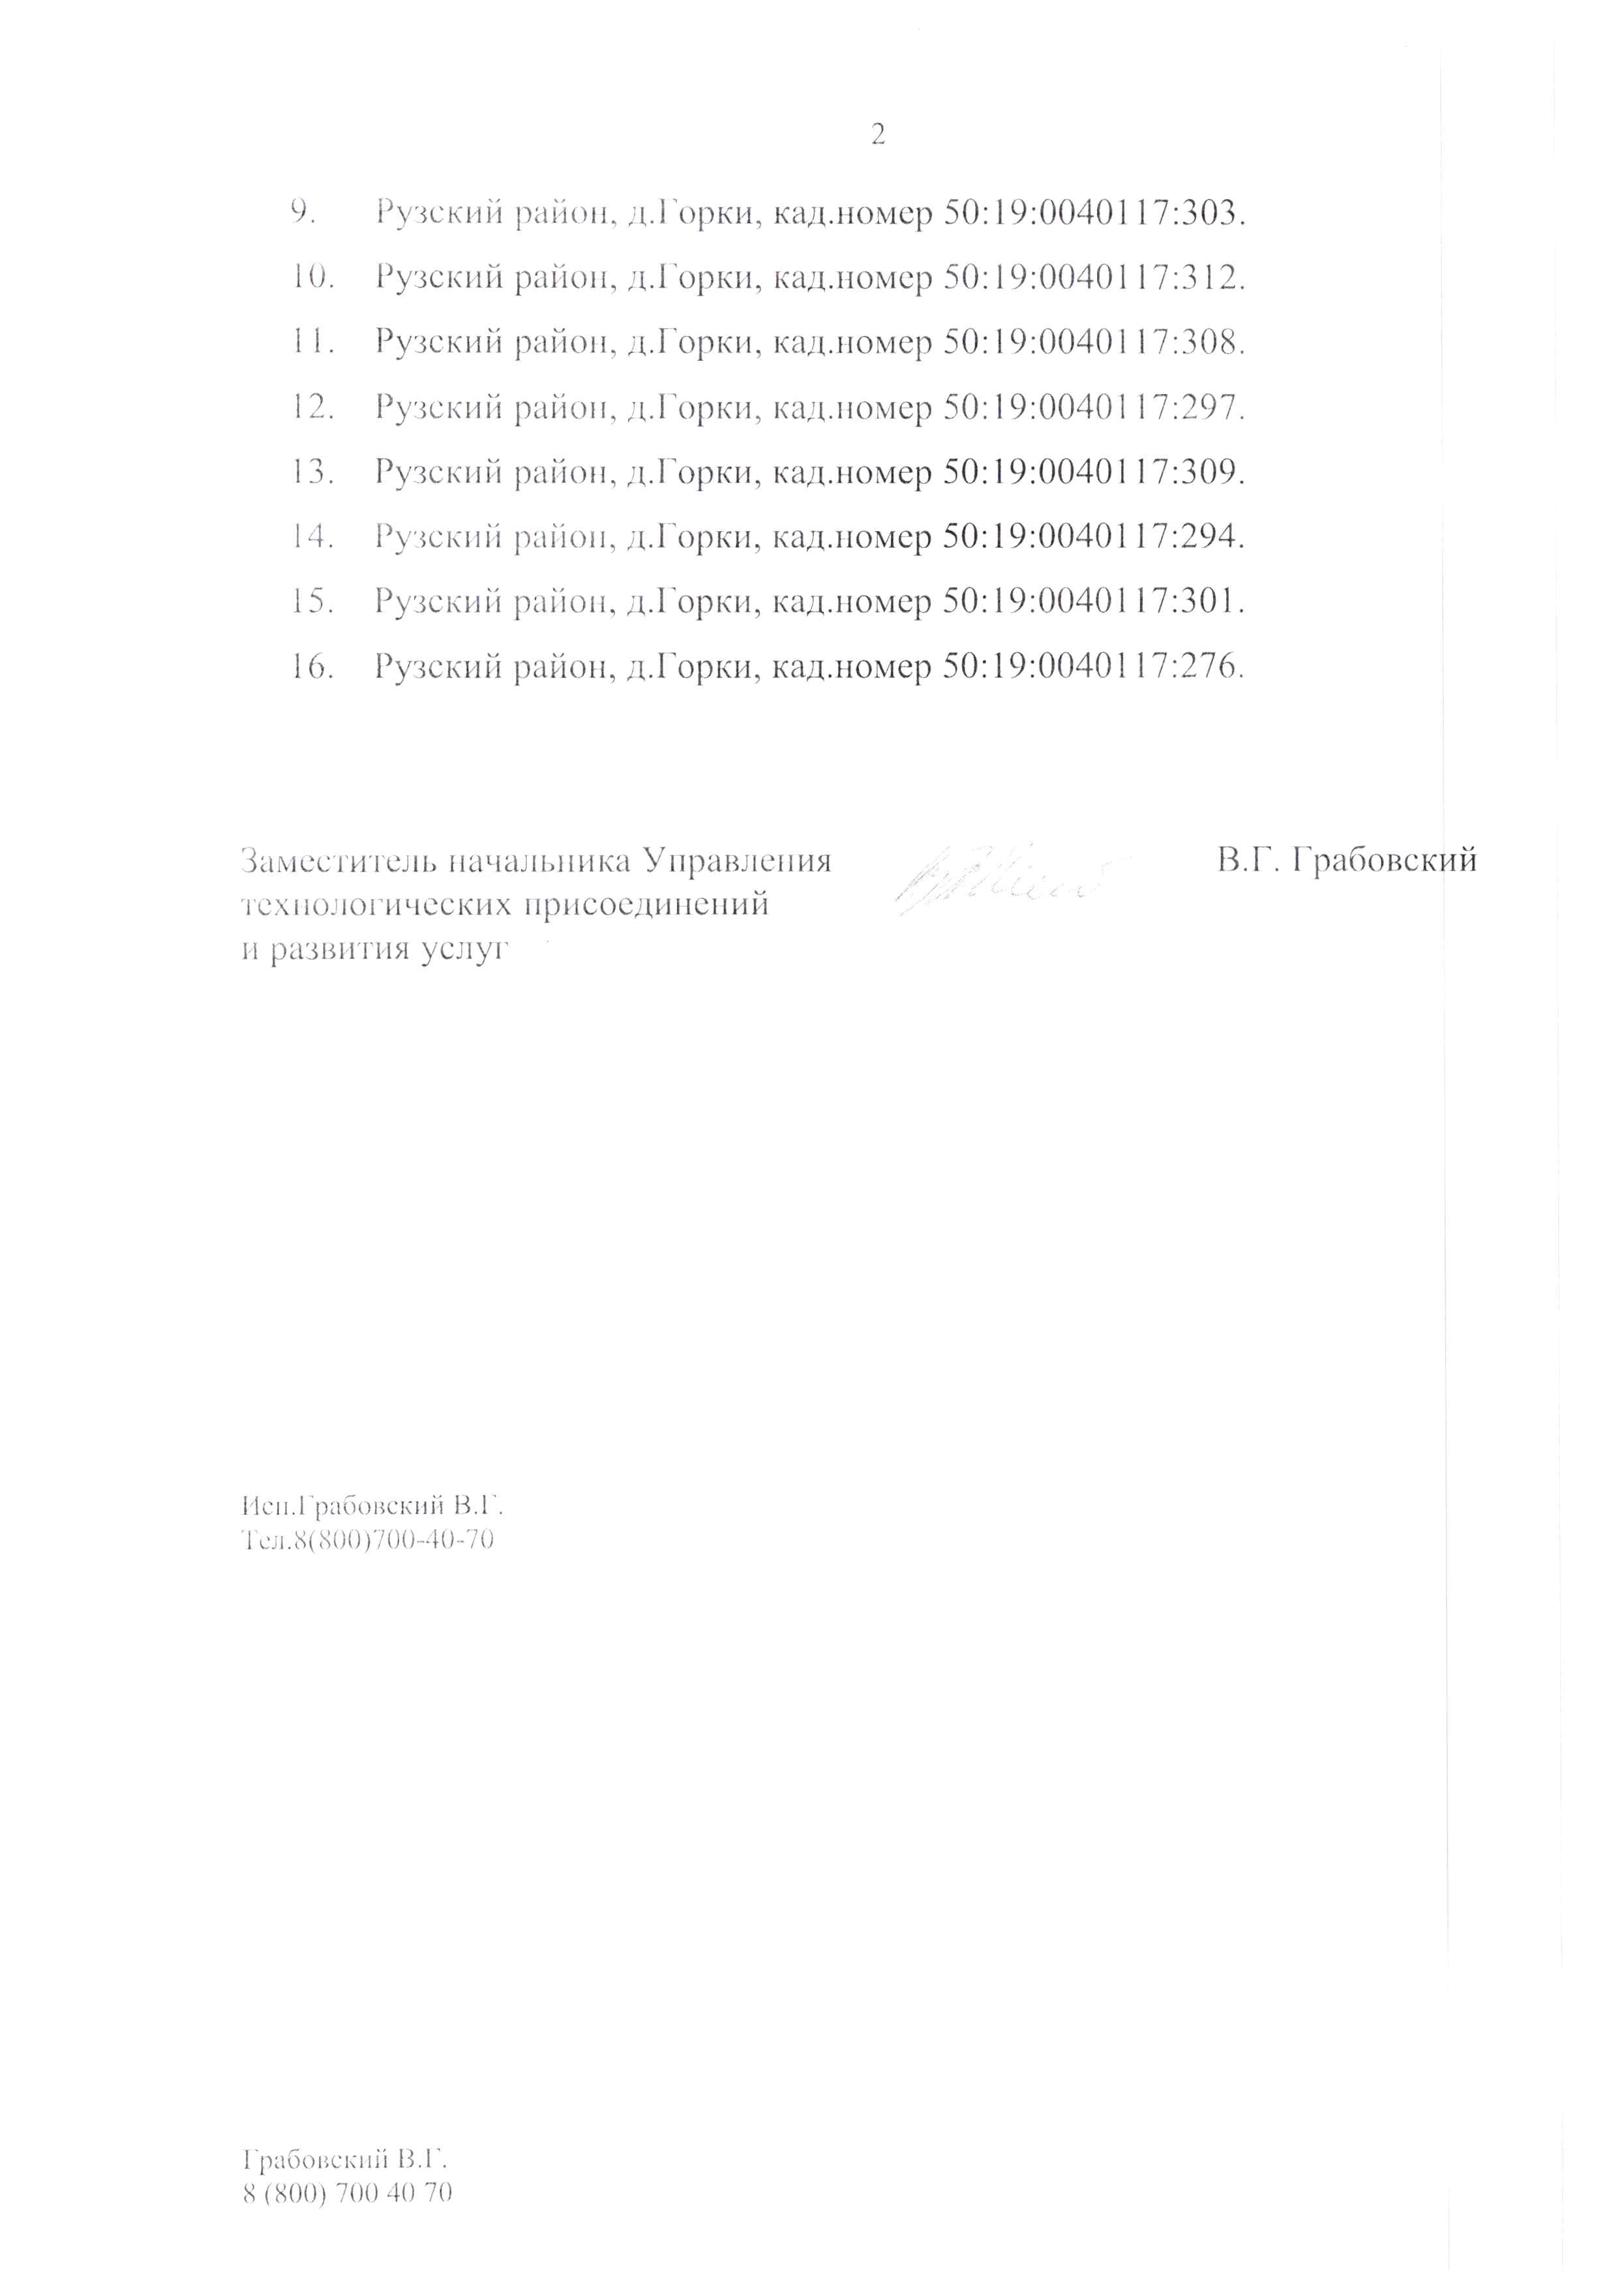 2
9. Рузский район, д.Горки, кад.номер 50:19:0040117:303.
10. Рузский район, д.Горки, кад.номер 50:19:0040117:312.
11. Рузский район, д.Горки, кад.номер 50:19:0040117:308.
12. Рузский район, д.Горки, кад.номер 50:19:0040117:297.
13. Рузский район, д.Горки, кад.номер 50:19:0040117:309.
14. Рузский район, д.Горки, кад.номер 50:19:0040117:294.
15. Рузский район, д.Горки, кад.номер 50:19:0040117:301.
16. Рузский район, д.Горки, кад.номер 50:19:0040117:276.
Заместитель начальника Управления В.Г. Грабовский
технологических присоединений
и развития услуг
Исп.Грабовский В.Г.
Тел.8(800)700-40-70
Грабовский В.Г.
8 (800) 700 40 70